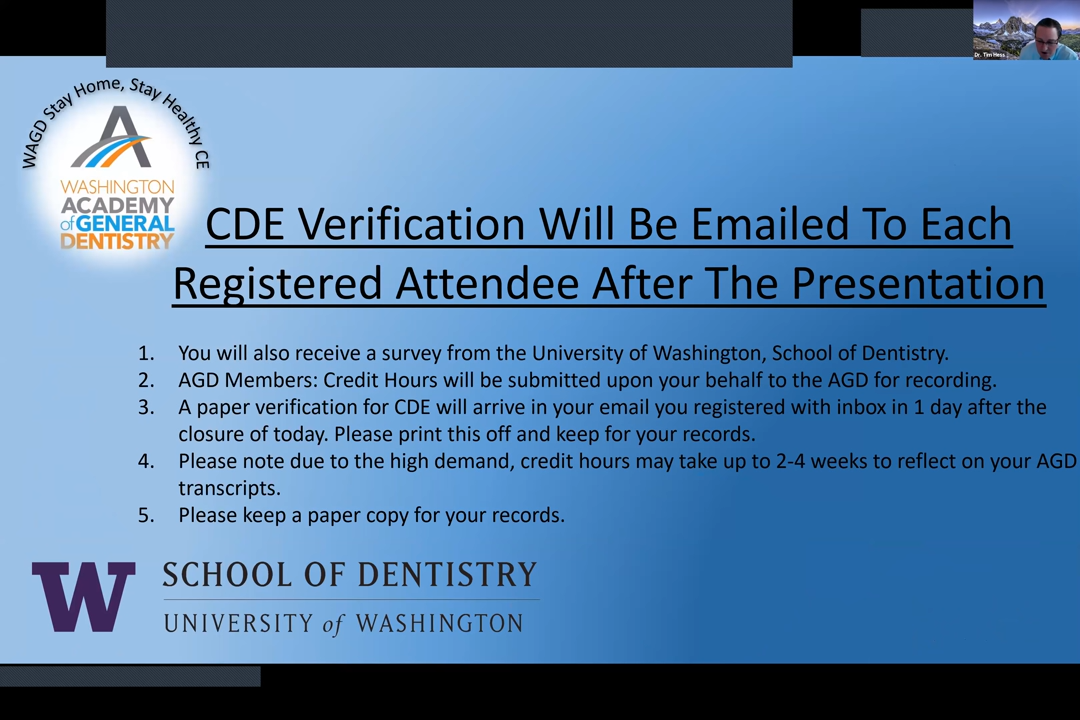 Dr. Tim Hess
WAGD Stay Home, Stay Healthy CE
WASHINGTON
ACADEMY
of GENERAL
DENTISTRY
CDE Verification Will Be Emailed To Each
Registered Attendee After The Presentation
1. You will also receive a survey from the University of Washington, School of Dentistry.
2. AGD Members: Credit Hours will be submitted upon your behalf to the AGD for recording.
3. A paper verification for CDE will arrive in your email you registered with inbox in 1 day after the
closure of today. Please print this off and keep for your records.
4. Please note due to the high demand, credit hours may take up to 2-4 weeks to reflect on your AGD
transcripts.
5. Please keep a paper copy for your records.
W
SCHOOL OF DENTISTRY
UNIVERSITY of WASHINGTON